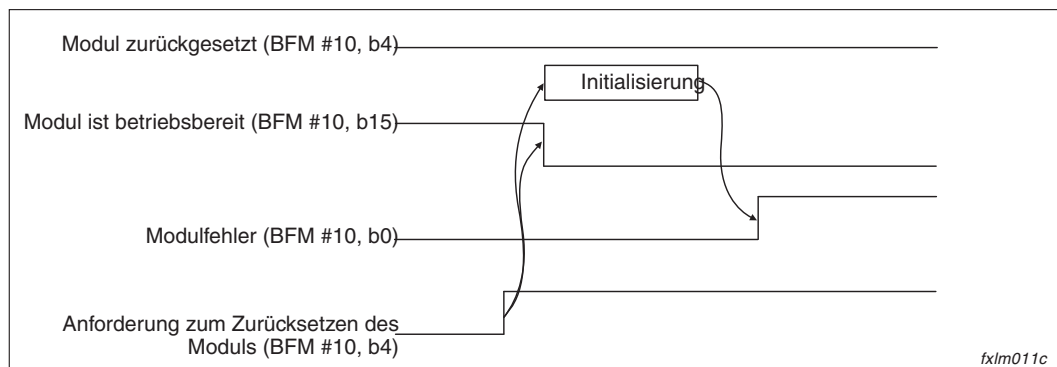 Modul zurückgesetzt (BFM #10, b4)
Initialisierung
Modul ist betriebsbereit (BFM #10, b15)
Modulfehler (BFM #10, b0)
Anforderung zum Zurücksetzen des
Moduls (BFM #10, b4)
fxlm011c